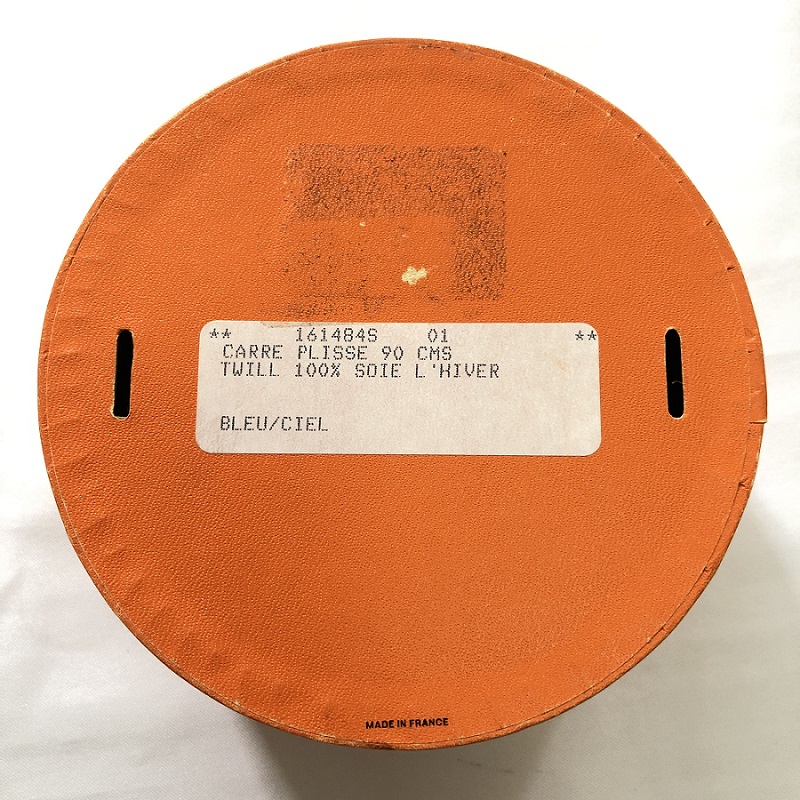 ** 161484S 01 **
CARRE PLISSE 90 CMS
TWILL 100% SOIE L'HIVER
BLEU/CIEL
MADE IN FRANCE